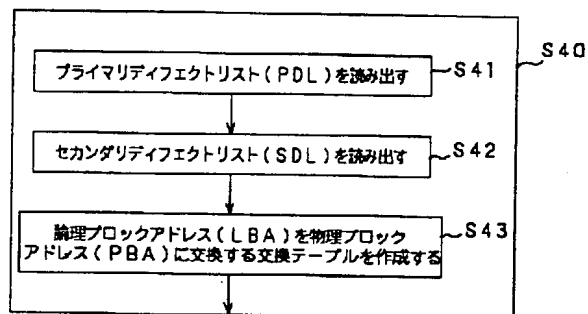 S40
プライマリディフェクトリスト(PDL)を読み出す
S41
セカンダリディフェクトリスト(SDL)を読み出す
S42
論理ブロックアドレス(LBA)を物理ブロック
アドレス(PBA)に交換する交換テーブルを作成する
S43